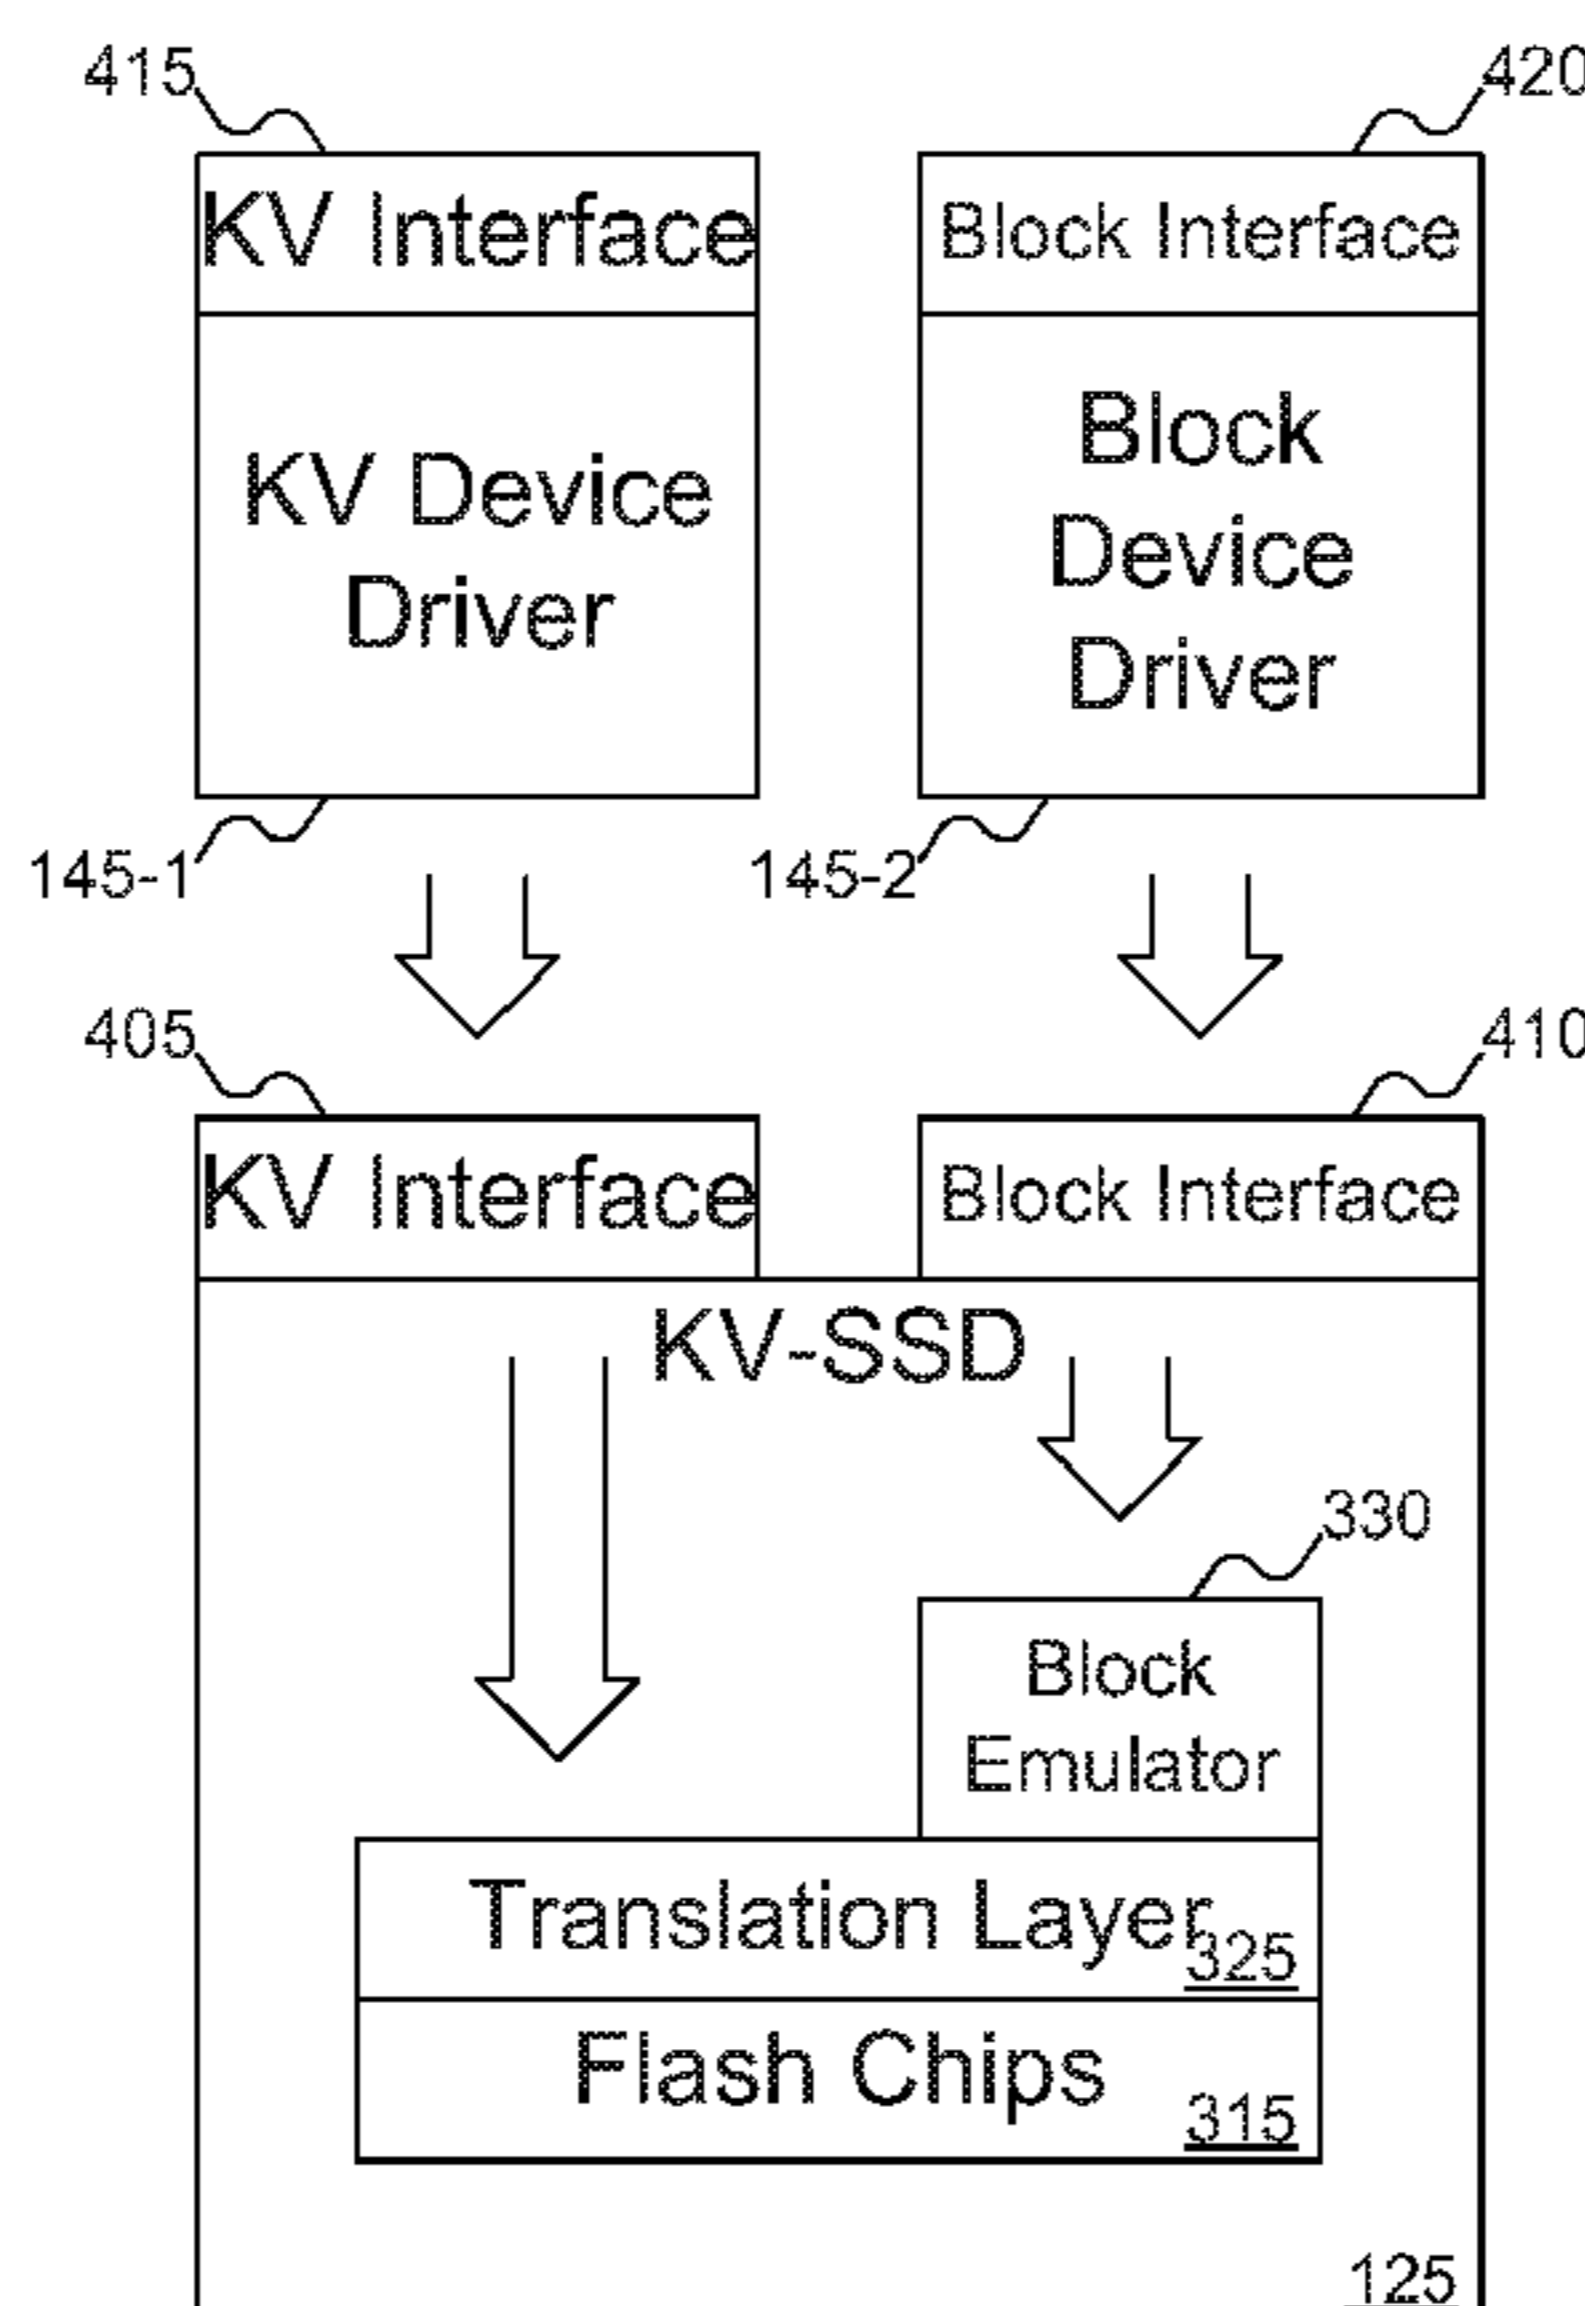 415
420
KV Interface
Block Interface
KV Device
Driver
Block
Device
Driver
145-1
145-2
405
410
KV Interface
Block Interface
KV-SSD
330
Block
Emulator
Translation Layer
325
Flash Chips
315
125